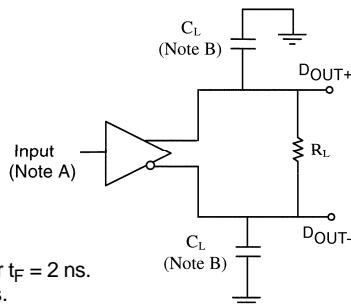 C_L
(Note B)
D_OUT+
Input
(Note A)
R_L
D_OUT–
C_L
(Note B)
r t_F = 2 ns.
s.